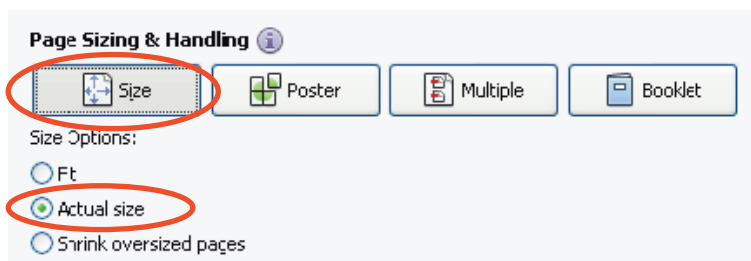 Page Sizing & Handling
Size Poster Multiple Booklet
Size Options:
Fit
Actual size
Shrink oversized pages